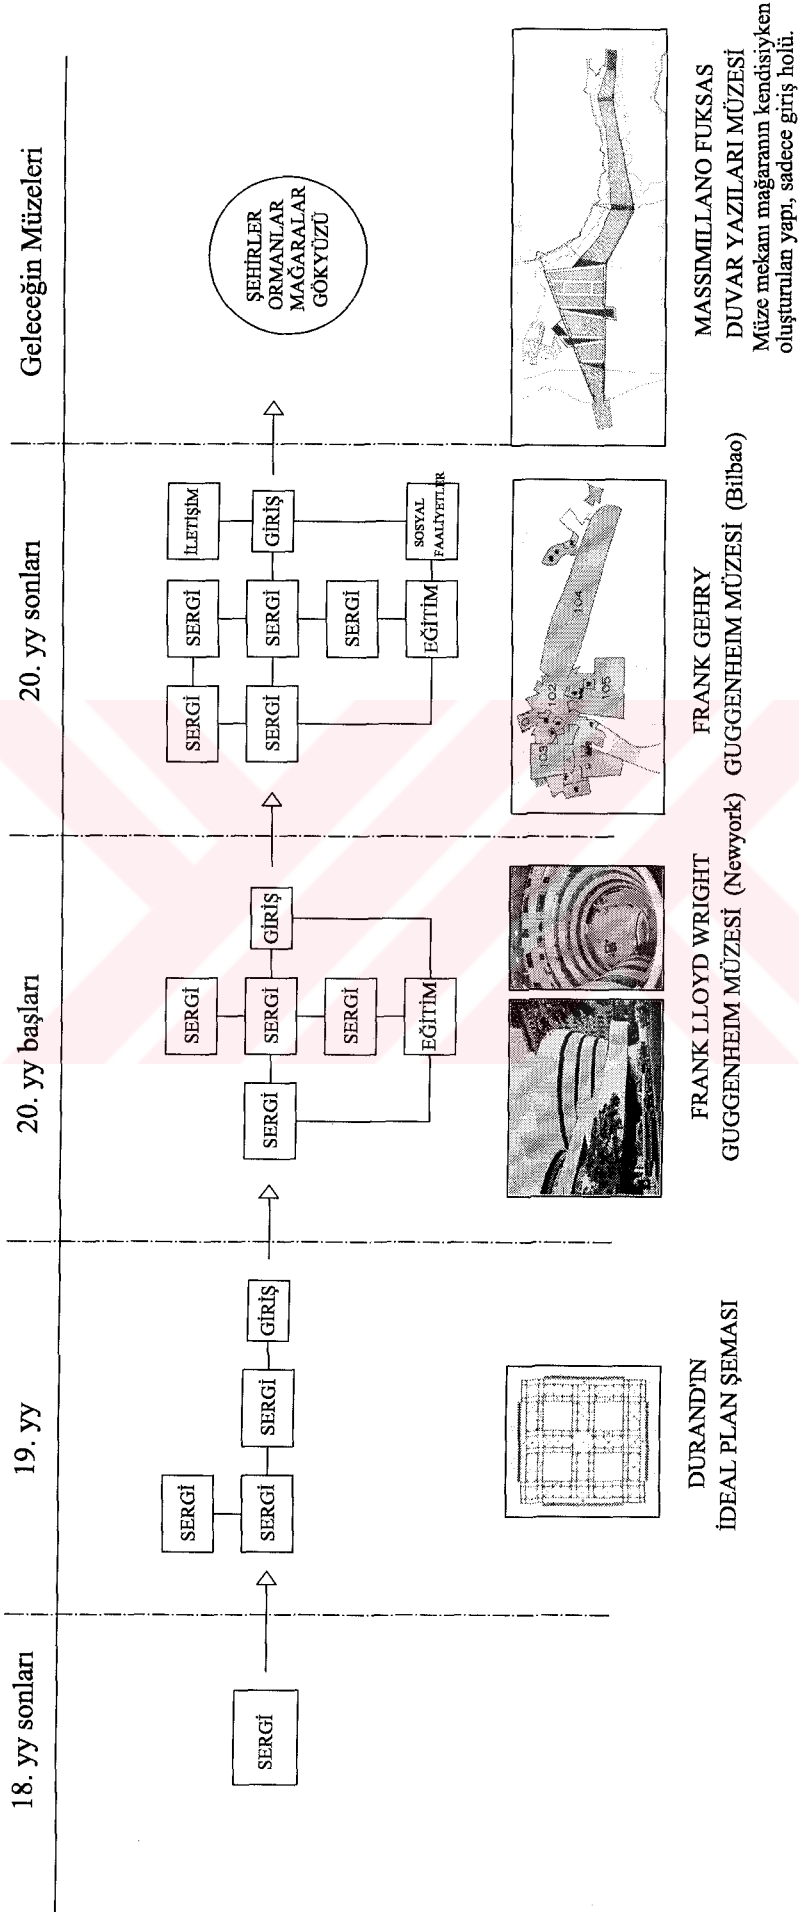 18. yy sonları
19. yy
20. yy başları
20. yy sonları
Geleceğin Müzeleri
SERGİ
SERGİ
SERGİ
SERGİ
GİRİŞ
SERGİ
SERGİ
SERGİ
SERGİ
GİRİŞ
EĞİTİM
SERGİ
SERGİ
SERGİ
SERGİ
SERGİ
EĞİTİM
İLETİŞİM
GİRİŞ
SOSYAL
FAALİYETLER
ŞEHİRLER
ORMANLAR
MAĞARALAR
GÖKYÜZÜ
103
102
105
104
DURAND'IN
İDEAL PLAN ŞEMASI
FRANK LLOYD WRIGHT
GUGGENHEIM MÜZESİ (Newyork)
FRANK GEHRY
GUGGENHEIM MÜZESİ (Bilbao)
MASSIMILLANO FUKSAS
DUVAR YAZILARI MÜZESİ
Müze mekanı mağaranın kendisiyken
oluşturulan yapı, sadece giriş holü.